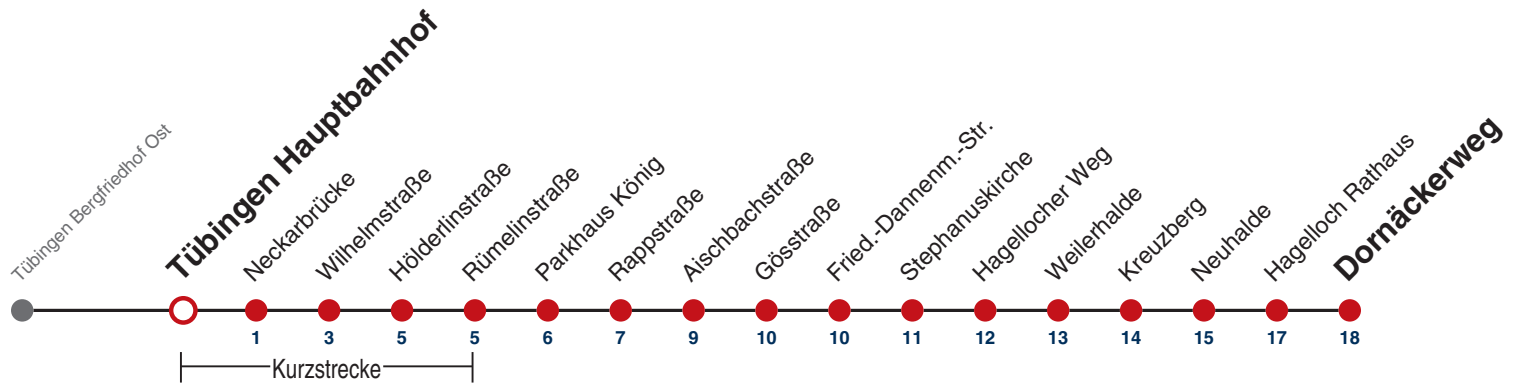 Tübingen Bergfriedhof Ost
Tübingen Hauptbahnhof
Neckarbrücke
Wilhelmstraße
Hölderlinstraße
Rümelinstraße
Parkhaus König
Rappstraße
Aischbachstraße
Gösstraße
Fried.-Dannenm.-Str.
Stephanuskirche
Hagellocher Weg
Weilerhalde
Kreuzberg
Neuhalde
Hagelloch Rathaus
Dornäckerweg
1 3 5 5 6 7 9 10 10 11 12 13 14 15 17 18
Kurzstrecke